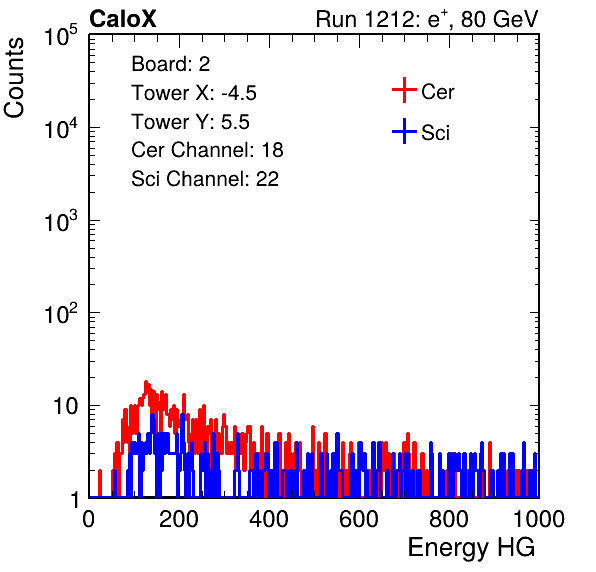 CaloX Run 1212: e⁺, 80 GeV
Counts
Board: 2
Tower X: -4.5
Tower Y: 5.5
Cer Channel: 18
Sci Channel: 22
Cer
Sci
10⁵
10⁴
10³
10²
10
1
0 200 400 600 800 1000
Energy HG